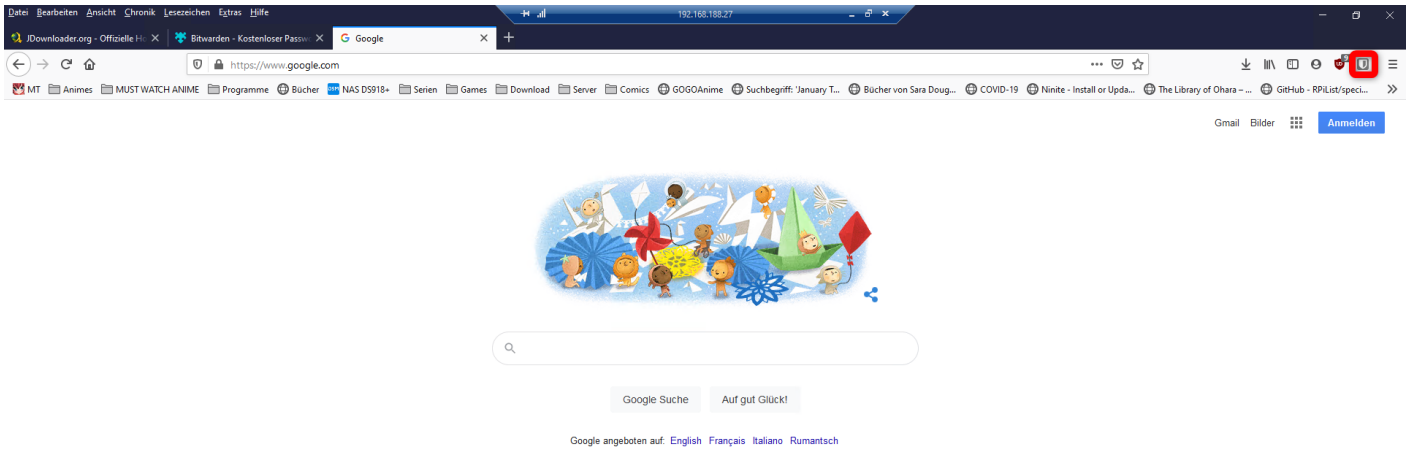 Datei Bearbeiten Ansicht Chronik Lesezeichen Extras Hilfe
192.168.188.27
JDownloader.org - Offizielle Ho
Bitwarden - Kostenloser Passw
Google
https://www.google.com
MT Animes MUST WATCH ANIME Programme Bücher NAS DS918+ Serien Games Download Server Comics GOGOAnime Suchbegriff: 'January T... Bücher von Sara Doug... COVID-19 Ninite - Install or Upda... The Library of Ohara – ... GitHub - RPiList/speci...
Gmail Bilder Anmelden
Google Suche Auf gut Glück!
Google angeboten auf: English Français Italiano Rumantsch